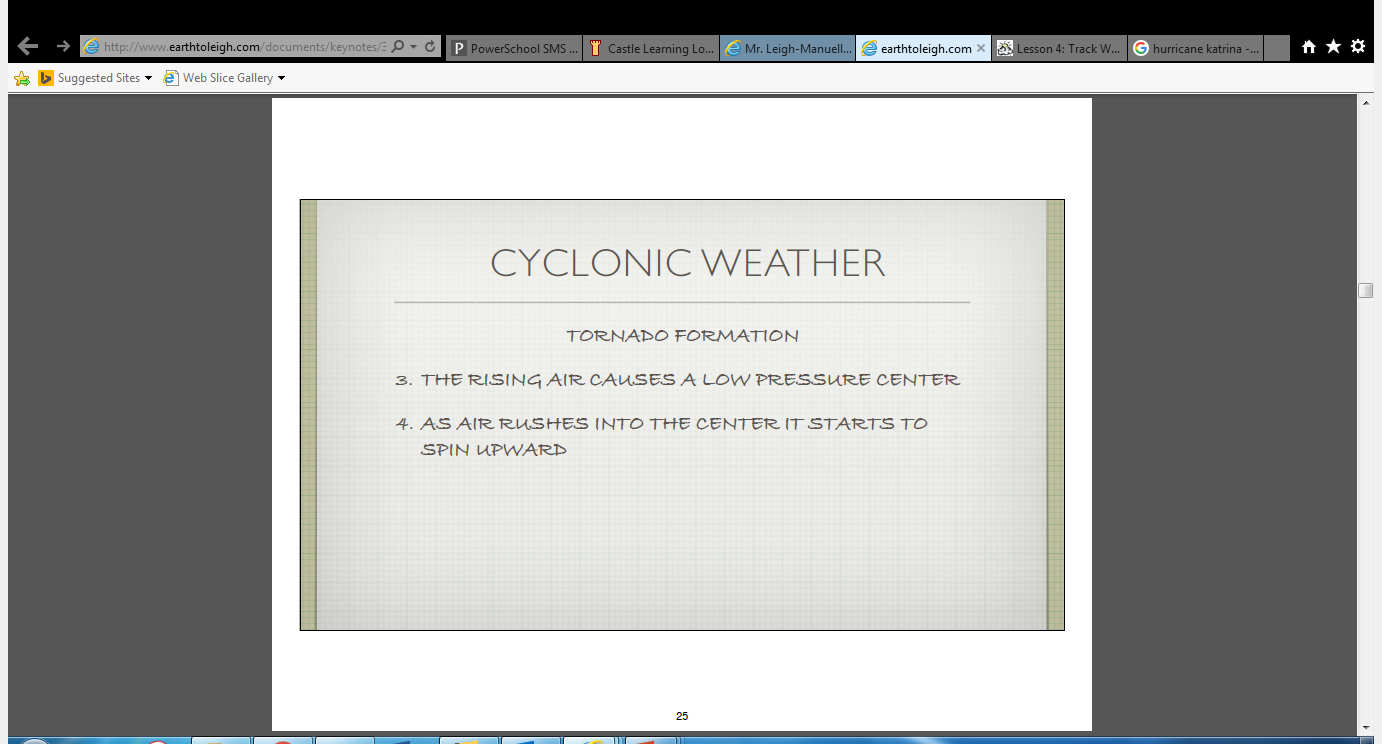 http://www.earthtoleigh.com/documents/keynotes/3
PowerSchool SMS ...
Castle Learning Lo...
Mr. Leigh-Manuell...
earthtoleigh.com
Lesson 4: Track W...
hurricane katrina -...
Suggested Sites
Web Slice Gallery
CYCLONIC WEATHER
TORNADO FORMATION
3. THE RISING AIR CAUSES A LOW PRESSURE CENTER
4. AS AIR RUSHES INTO THE CENTER IT STARTS TO
SPIN UPWARD
25